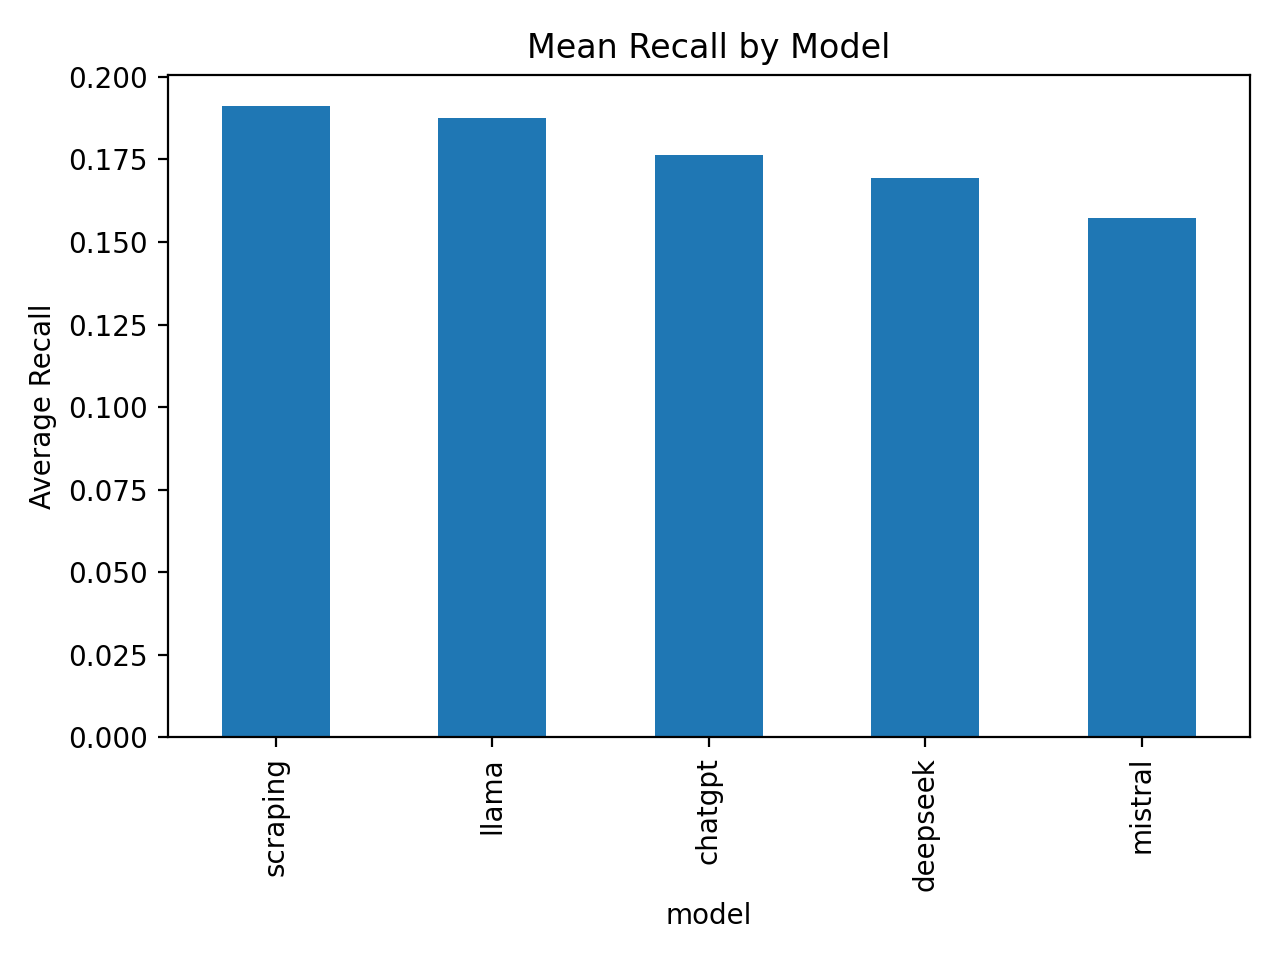 Mean Recall by Model
0.200
0.175
0.150
0.125
0.100
0.075
0.050
0.025
0.000
Average Recall
scraping
llama
chatgpt
deepseek
mistral
model